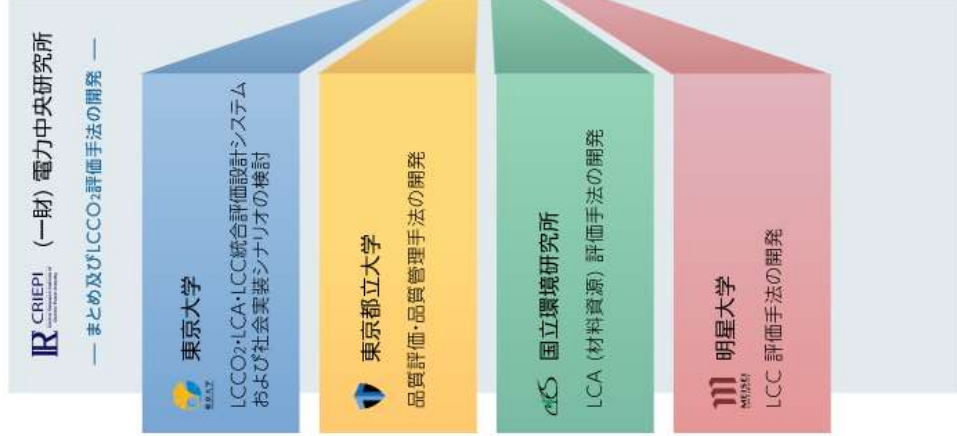 CRIEPI
(一財)電力中央研究所
― まとめ及びLCCO₂評価手法の開発 ―
東京大学
東京大学
LCCO₂・LCA・LCC統合評価設計システム
および社会実装シナリオの検討
東京都立大学
品質評価・品質管理手法の開発
国立環境研究所
LCA(材料資源)評価手法の開発
MEISEI
明星大学
LCC 評価手法の開発